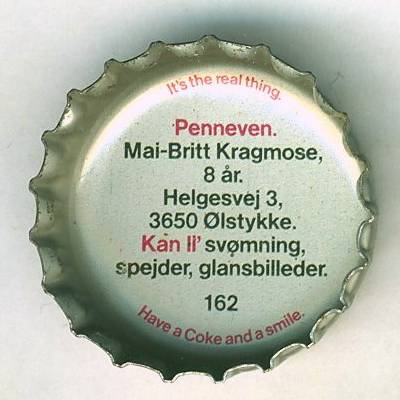 It's the real thing.
Penneven.
Mai-Britt Kragmose,
8 år.
Helgesvej 3,
3650 Ølstykke.
Kan li' svømning,
spejder, glansbilleder.
162
Have a Coke and a smile.